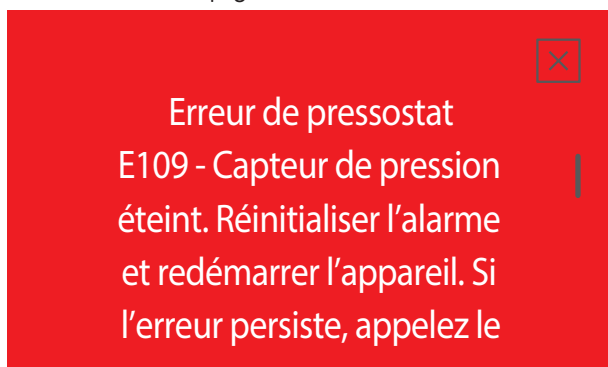 Erreur de pressostat
E109 - Capteur de pression
éteint. Réinitialiser l’alarme
et redémarrer l’appareil. Si
l’erreur persiste, appelez le